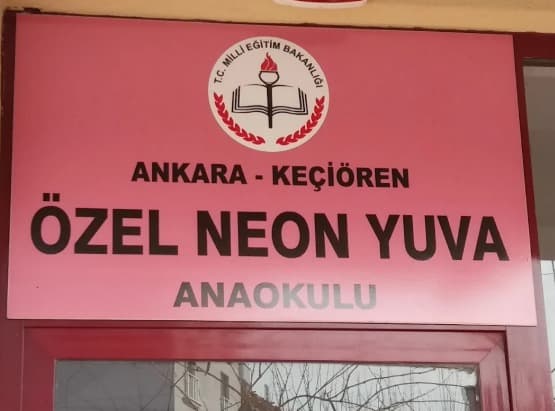 T.C. MİLLİ EĞİTİM BAKANLIĞI
ANKARA - KEÇİÖREN
ÖZEL NEON YUVA
ANAOKULU